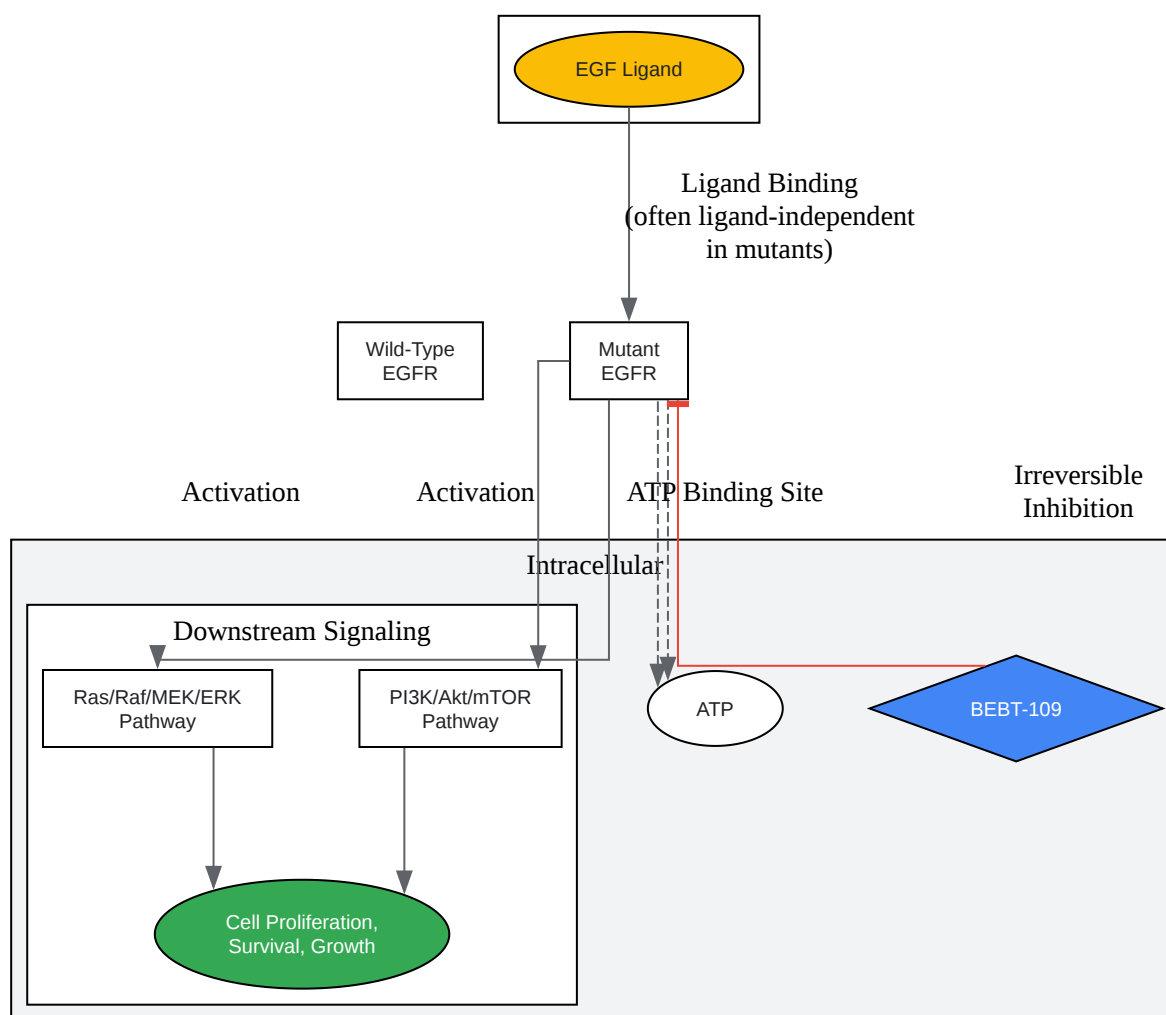 EGF Ligand
Ligand Binding
(often ligand-independent
in mutants)
Wild-Type
EGFR
Mutant
EGFR
Activation
Activation
ATP Binding Site
Irreversible
Inhibition
Intracellular
Downstream Signaling
Ras/Raf/MEK/ERK
Pathway
PI3K/Akt/mTOR
Pathway
ATP
BEBT-109
Cell Proliferation,
Survival, Growth